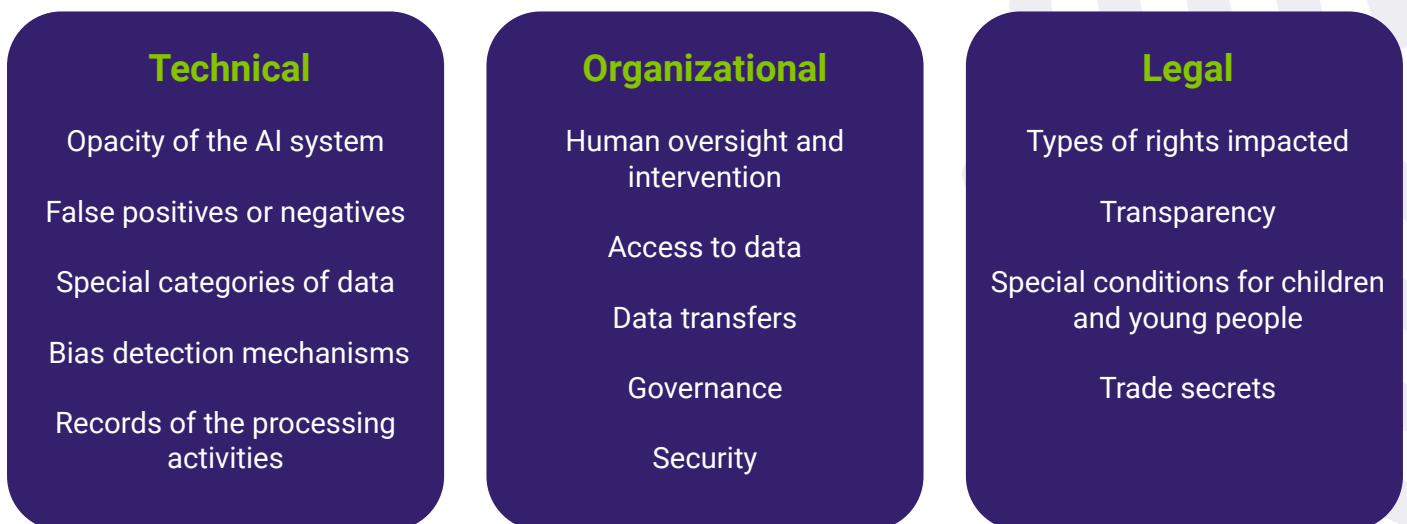 Technical
Opacity of the AI system
False positives or negatives
Special categories of data
Bias detection mechanisms
Records of the processing
activities
Organizational
Human oversight and
intervention
Access to data
Data transfers
Governance
Security
Legal
Types of rights impacted
Transparency
Special conditions for children
and young people
Trade secrets